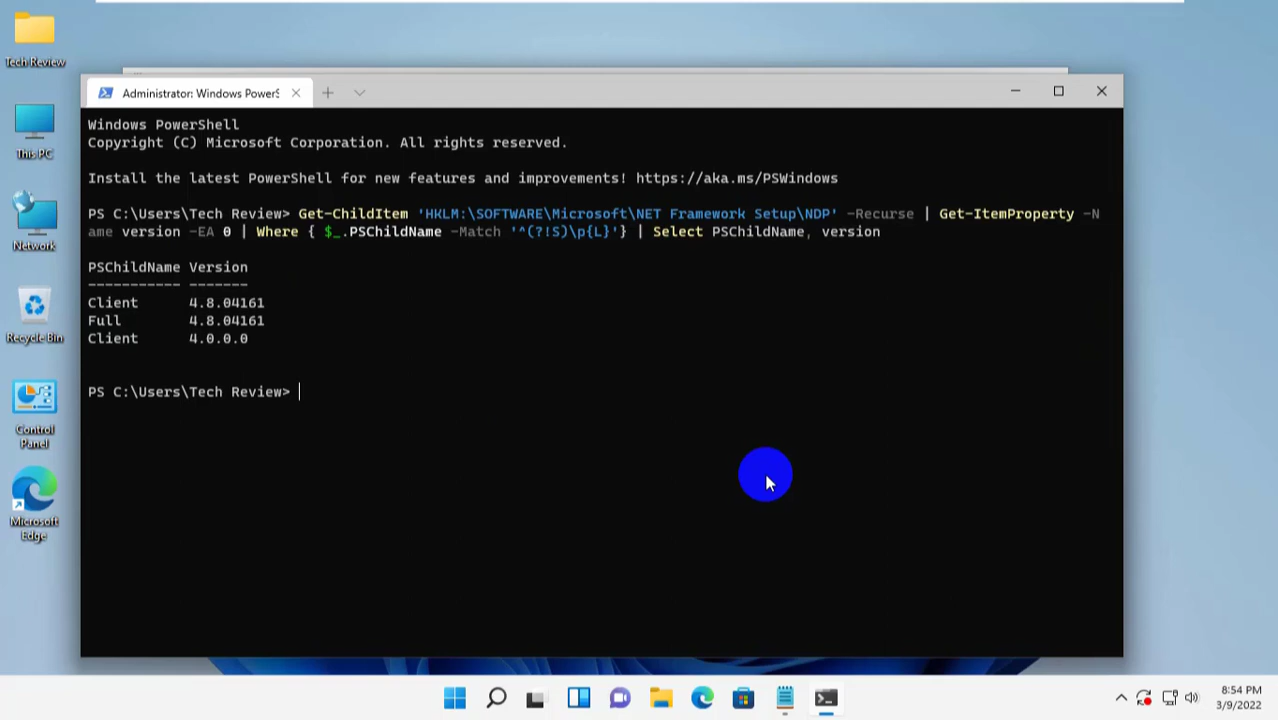 Tech Review
This PC
Network
Recycle Bin
Control
Panel
Microsoft
Edge
Administrator: Windows PowerS
Windows PowerShell
Copyright (C) Microsoft Corporation. All rights reserved.
Install the latest PowerShell for new features and improvements! https://aka.ms/PSWindows
PS C:\Users\Tech Review> Get-ChildItem 'HKLM:\SOFTWARE\Microsoft\NET Framework Setup\NDP' -Recurse | Get-ItemProperty -N
ame version -EA 0 | Where { $_.PSChildName -Match '^(?!S)\p{L}'} | Select PSChildName, version
PSChildName Version
----------- -------
Client 4.8.04161
Full 4.8.04161
Client 4.0.0.0
PS C:\Users\Tech Review>
8:54 PM
3/9/2022